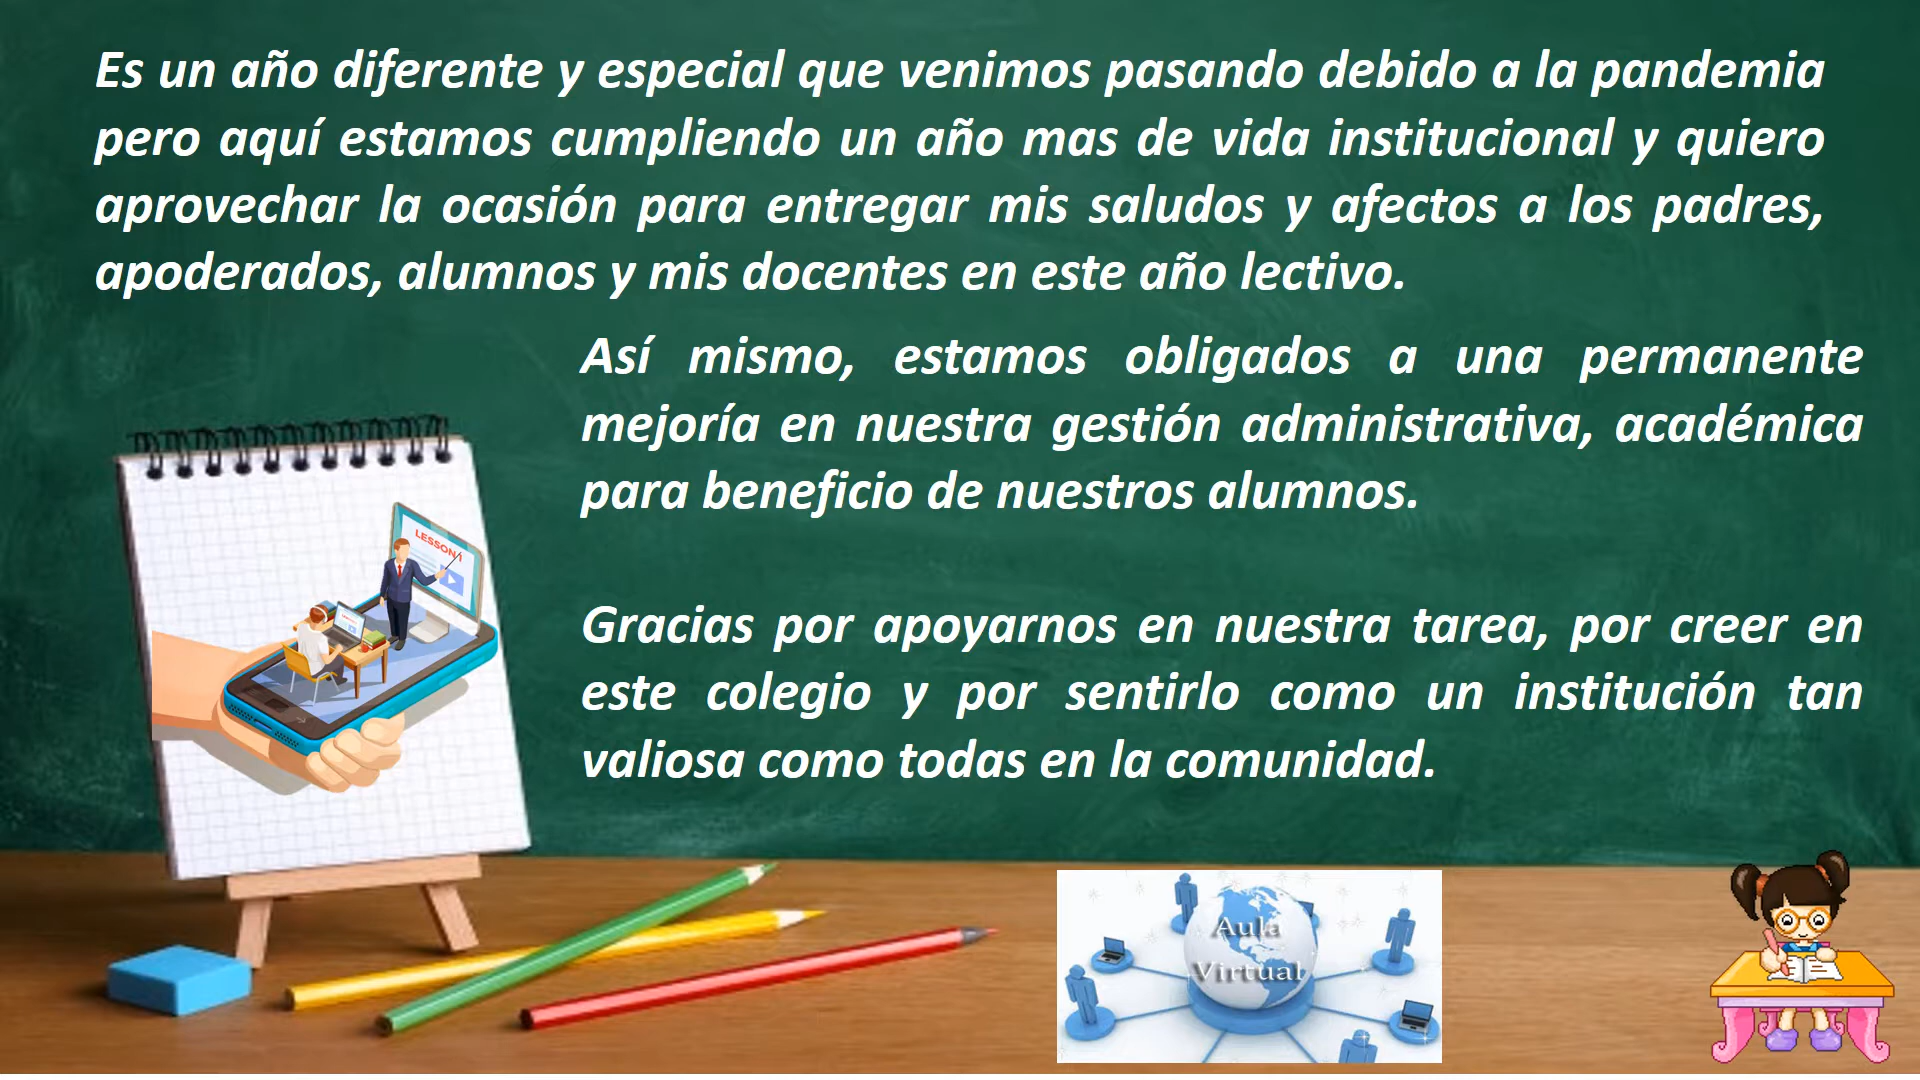 Es un año diferente y especial que venimos pasando debido a la pandemia
pero aquí estamos cumpliendo un año mas de vida institucional y quiero
aprovechar la ocasión para entregar mis saludos y afectos a los padres,
apoderados, alumnos y mis docentes en este año lectivo.
Así mismo, estamos obligados a una permanente
mejoría en nuestra gestión administrativa, académica
para beneficio de nuestros alumnos.
Gracias por apoyarnos en nuestra tarea, por creer en
este colegio y por sentirlo como un institución tan
valiosa como todas en la comunidad.
LESSON 1
Aula
Virtual